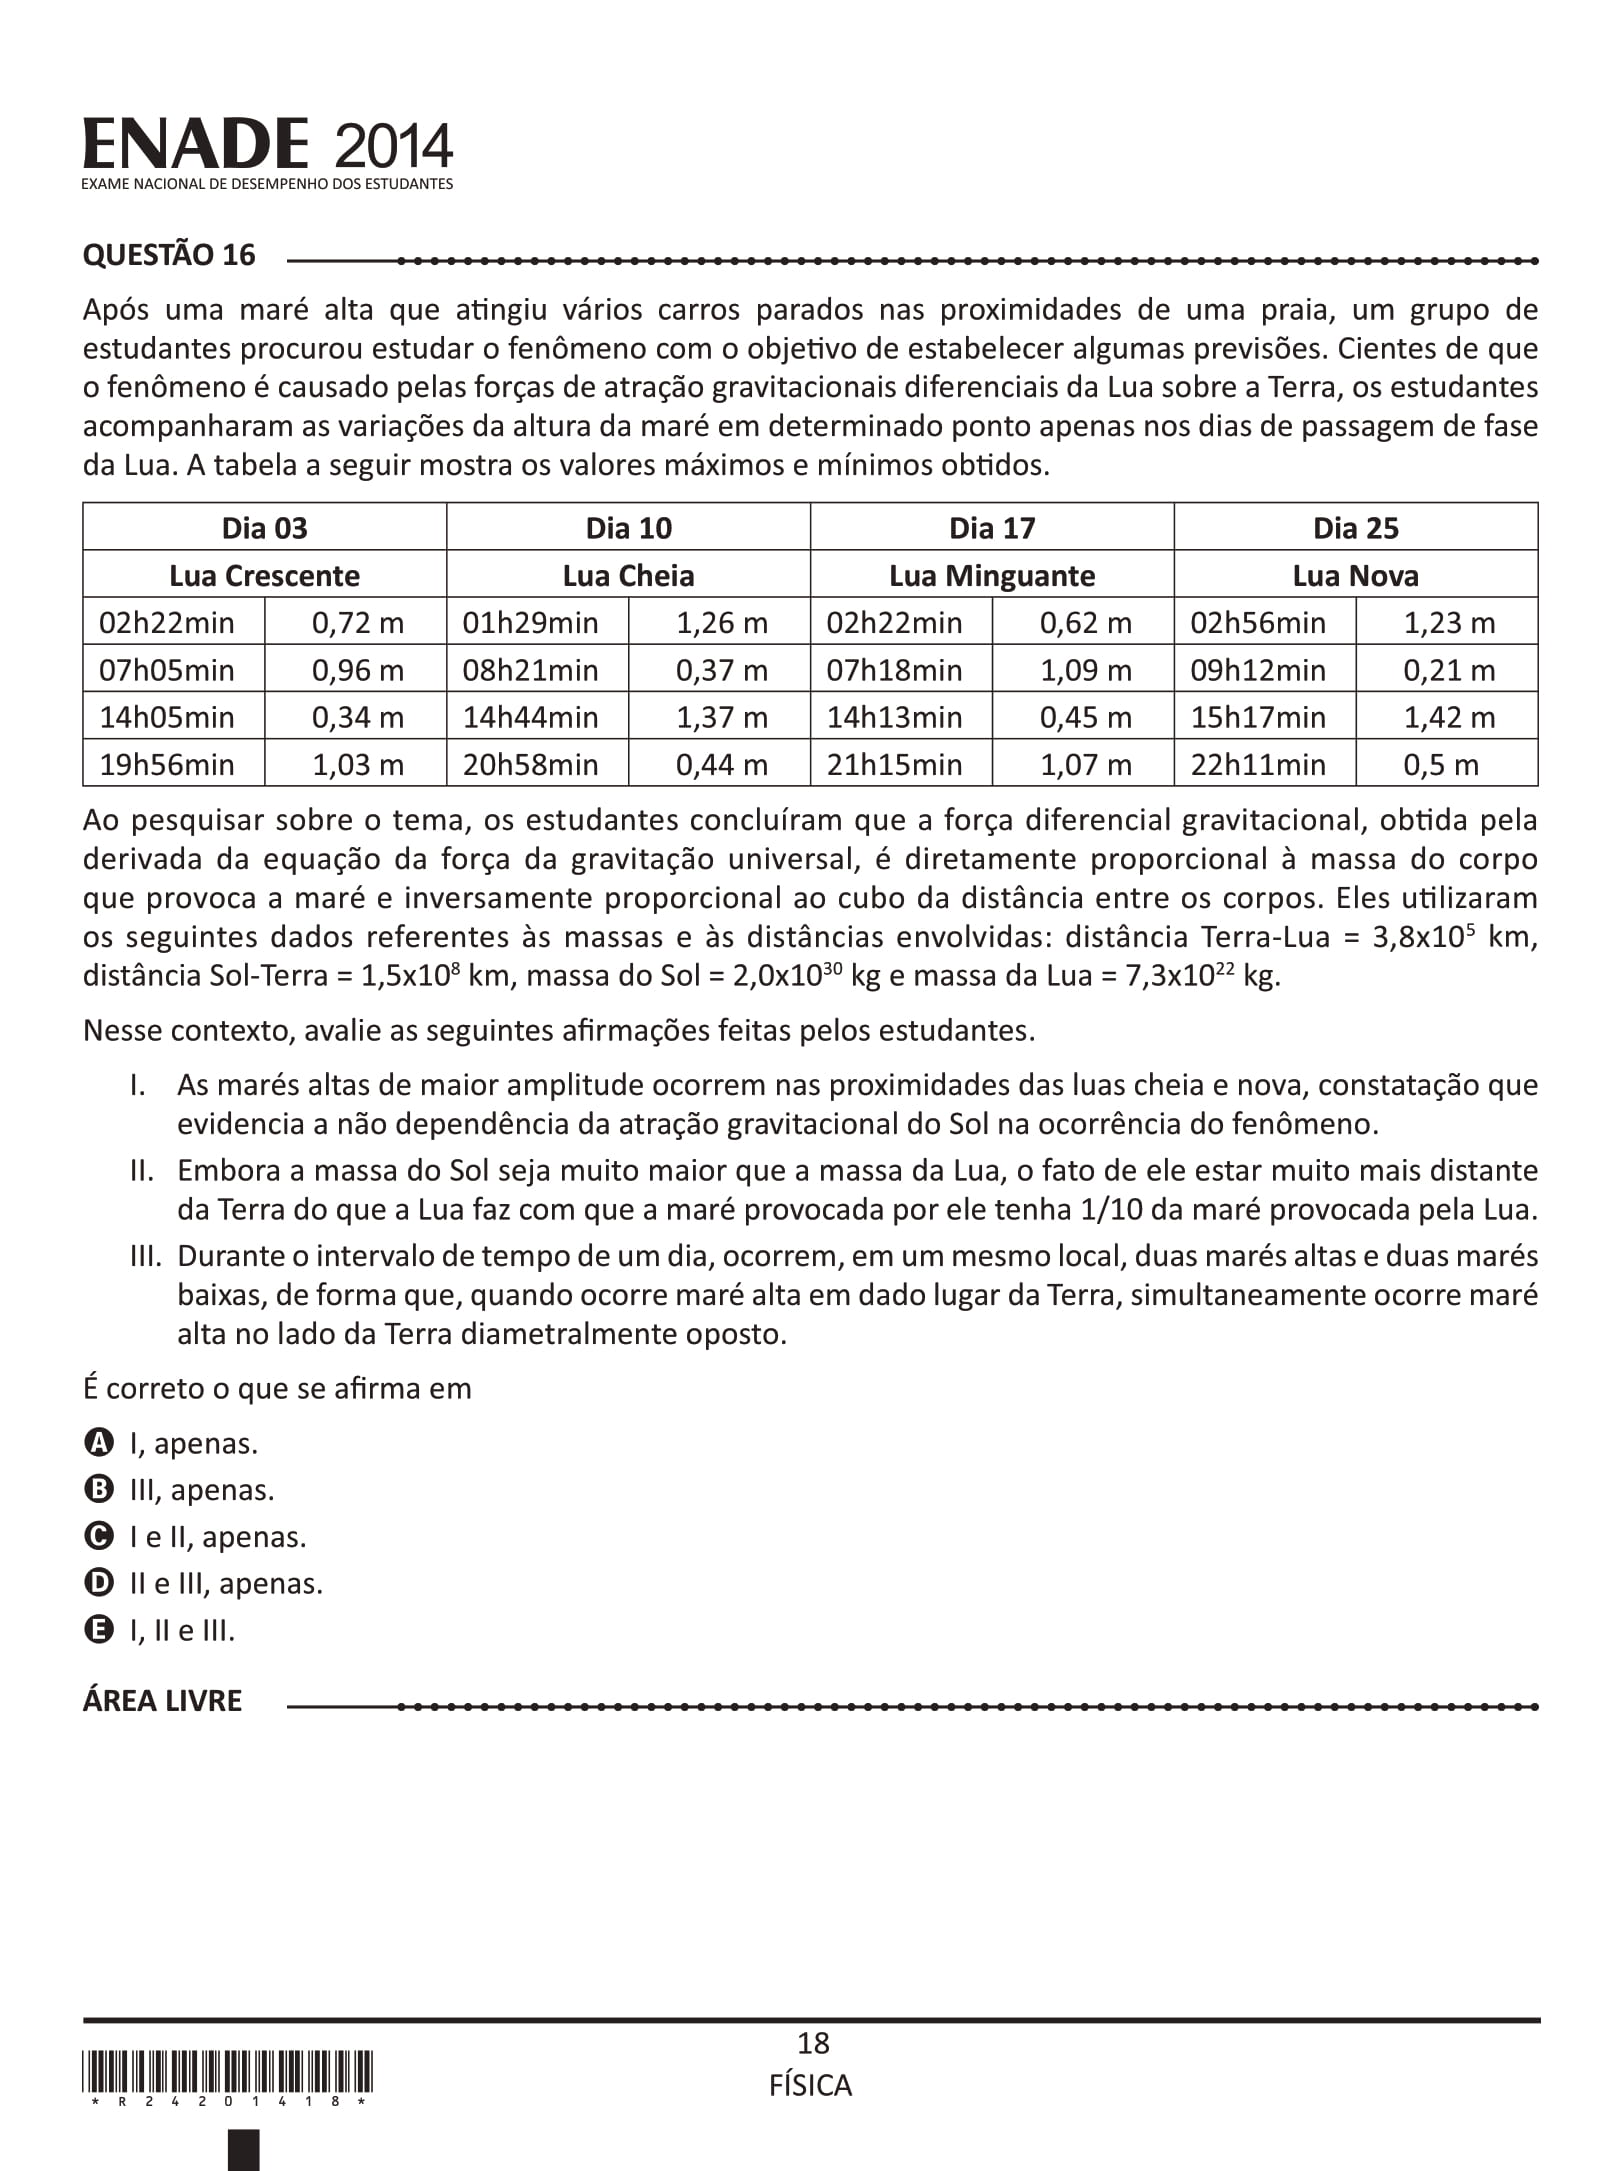 ENADE 2014
EXAME NACIONAL DE DESEMPENHO DOS ESTUDANTES
QUESTÃO 16
Após uma maré alta que atingiu vários carros parados nas proximidades de uma praia, um grupo de
estudantes procurou estudar o fenômeno com o objetivo de estabelecer algumas previsões. Cientes de que
o fenômeno é causado pelas forças de atração gravitacionais diferenciais da Lua sobre a Terra, os estudantes
acompanharam as variações da altura da maré em determinado ponto apenas nos dias de passagem de fase
da Lua. A tabela a seguir mostra os valores máximos e mínimos obtidos.
Dia 03 Dia 10 Dia 17 Dia 25
Lua Crescente Lua Cheia Lua Minguante Lua Nova
02h22min 0,72 m 01h29min 1,26 m 02h22min 0,62 m 02h56min 1,23 m
07h05min 0,96 m 08h21min 0,37 m 07h18min 1,09 m 09h12min 0,21 m
14h05min 0,34 m 14h44min 1,37 m 14h13min 0,45 m 15h17min 1,42 m
19h56min 1,03 m 20h58min 0,44 m 21h15min 1,07 m 22h11min 0,5 m
Ao pesquisar sobre o tema, os estudantes concluíram que a força diferencial gravitacional, obtida pela
derivada da equação da força da gravitação universal, é diretamente proporcional à massa do corpo
que provoca a maré e inversamente proporcional ao cubo da distância entre os corpos. Eles utilizaram
os seguintes dados referentes às massas e às distâncias envolvidas: distância Terra-Lua = 3,8x10⁵ km,
distância Sol-Terra = 1,5x10⁸ km, massa do Sol = 2,0x10³⁰ kg e massa da Lua = 7,3x10²² kg.
Nesse contexto, avalie as seguintes afirmações feitas pelos estudantes.
I. As marés altas de maior amplitude ocorrem nas proximidades das luas cheia e nova, constatação que
evidencia a não dependência da atração gravitacional do Sol na ocorrência do fenômeno.
II. Embora a massa do Sol seja muito maior que a massa da Lua, o fato de ele estar muito mais distante
da Terra do que a Lua faz com que a maré provocada por ele tenha 1/10 da maré provocada pela Lua.
III. Durante o intervalo de tempo de um dia, ocorrem, em um mesmo local, duas marés altas e duas marés
baixas, de forma que, quando ocorre maré alta em dado lugar da Terra, simultaneamente ocorre maré
alta no lado da Terra diametralmente oposto.
É correto o que se afirma em
A I, apenas.
B III, apenas.
C I e II, apenas.
D II e III, apenas.
E I, II e III.
ÁREA LIVRE
18
FÍSICA
* R 2 4 2 0 1 4 1 8 *